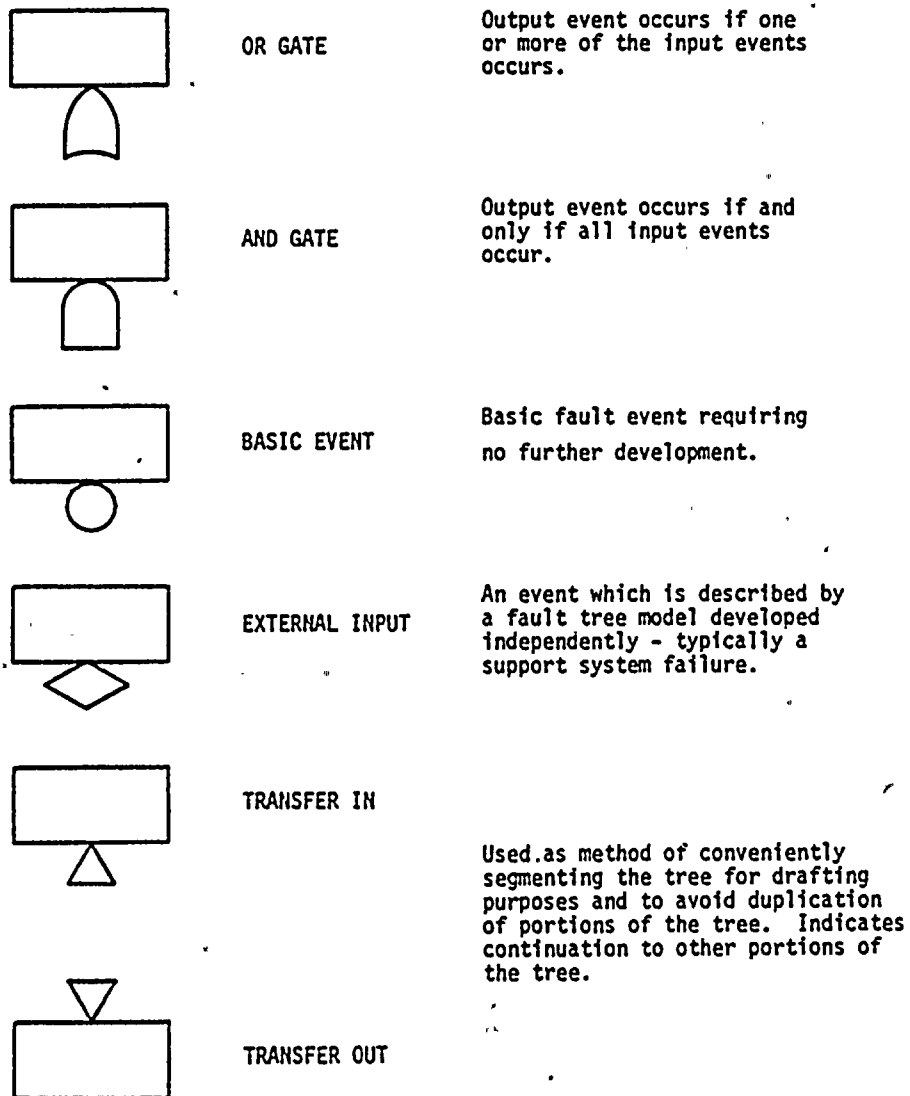 OR GATE
Output event occurs if one
or more of the input events
occurs.
AND GATE
Output event occurs if and
only if all input events
occur.
BASIC EVENT
Basic fault event requiring
no further development.
EXTERNAL INPUT
An event which is described by
a fault tree model developed
independently - typically a
support system failure.
TRANSFER IN
Used as method of conveniently
segmenting the tree for drafting
purposes and to avoid duplication
of portions of the tree. Indicates
continuation to other portions of
the tree.
TRANSFER OUT